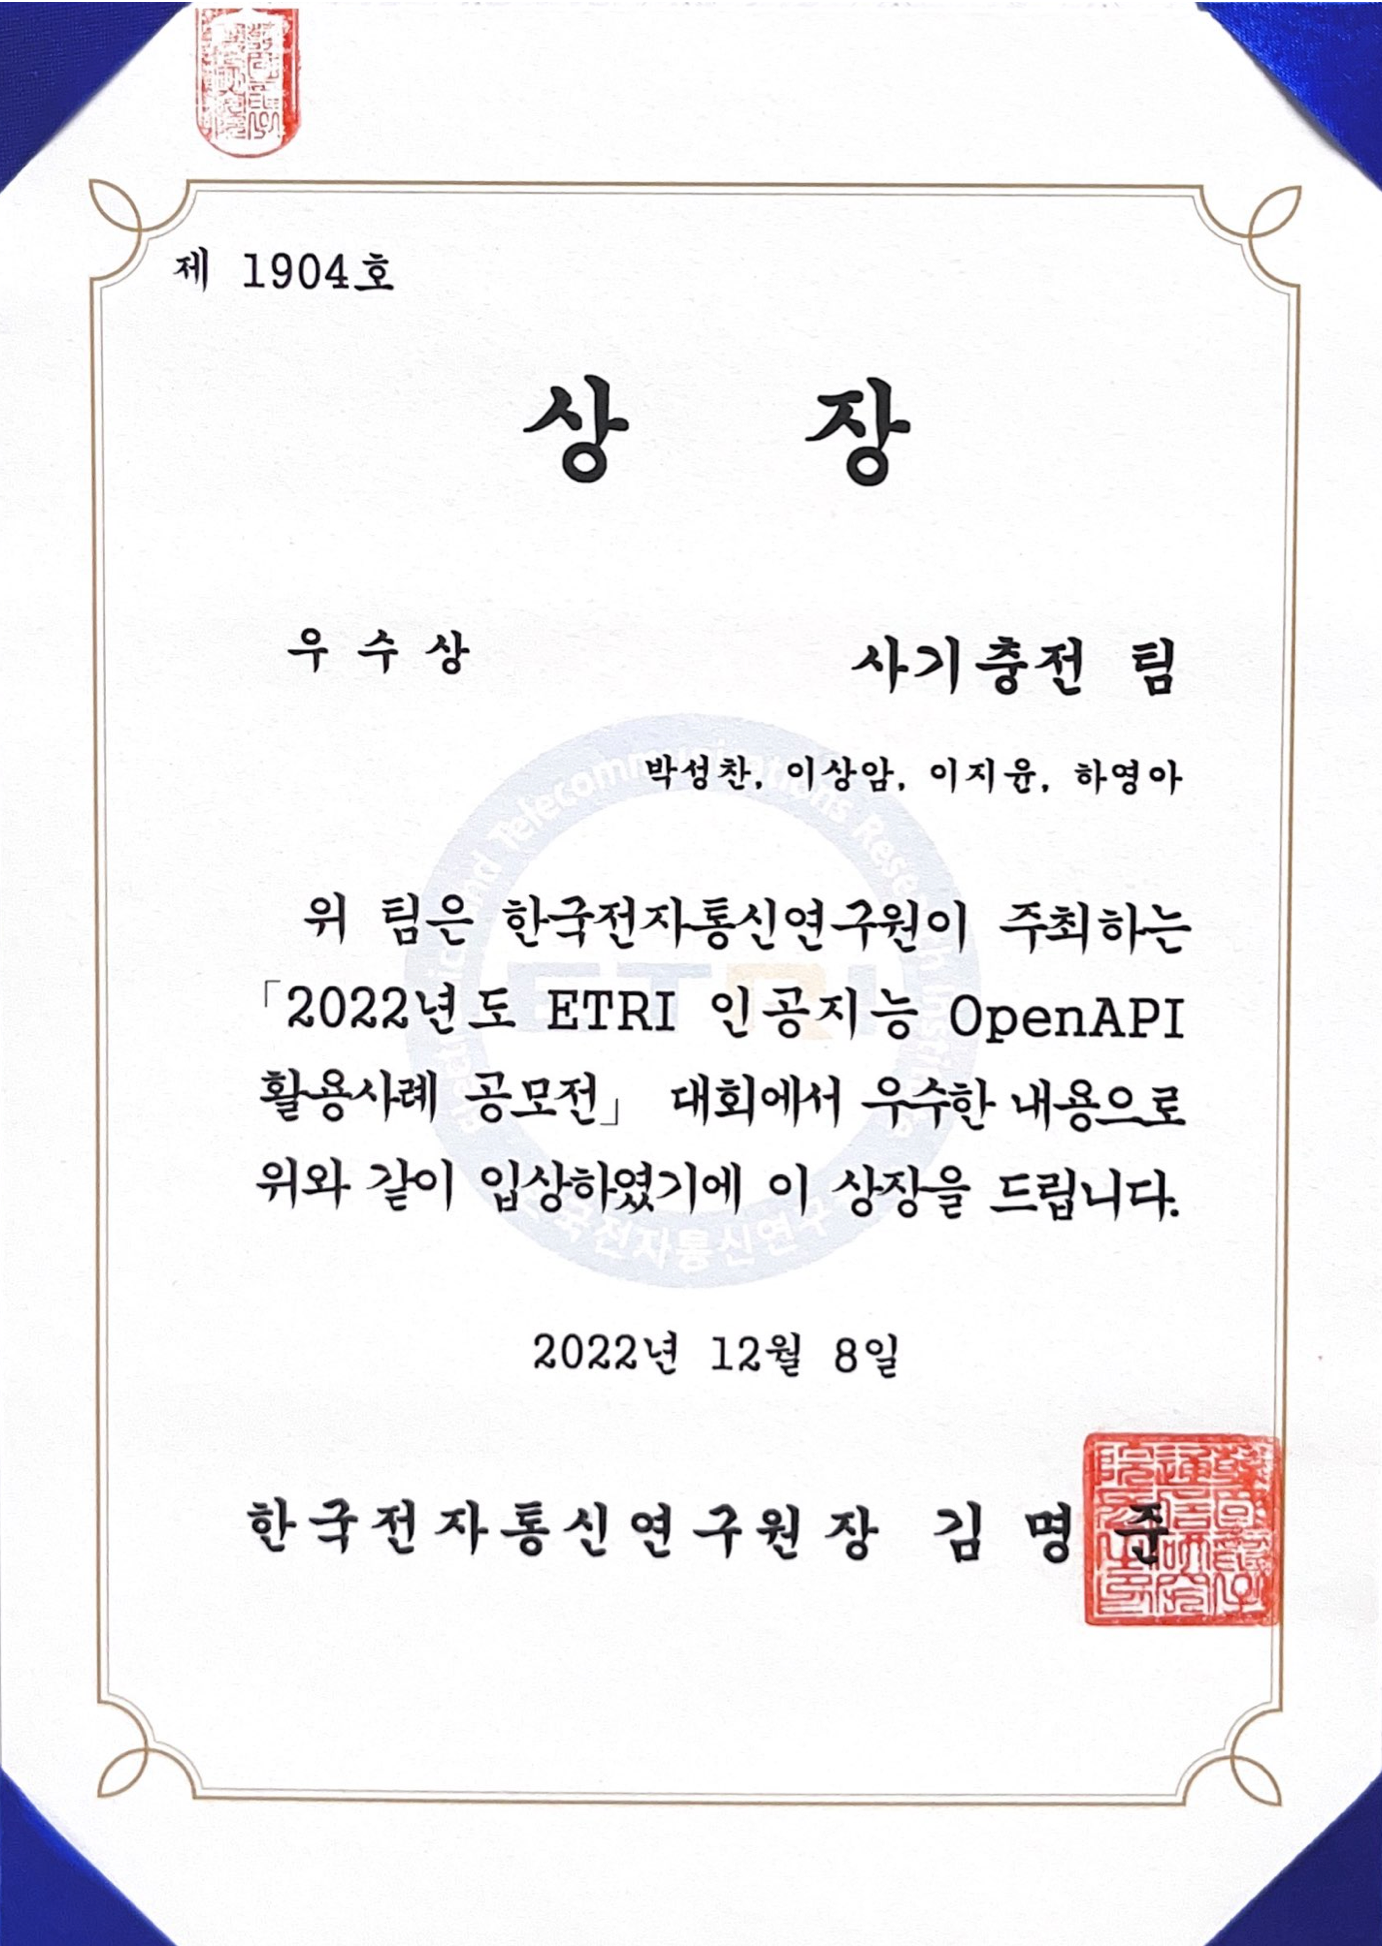 제 1904호
상 장
우 수 상
사기충전 팀
박성찬, 이상암, 이지윤, 하영아
위 팀은 한국전자통신연구원이 주최하는
「2022년도 ETRI 인공지능 OpenAPI
활용사례 공모전」 대회에서 우수한 내용으로
위와 같이 입상하였기에 이 상장을 드립니다.
2022년 12월 8일
한국전자통신연구원장 김 명 준
ETRI